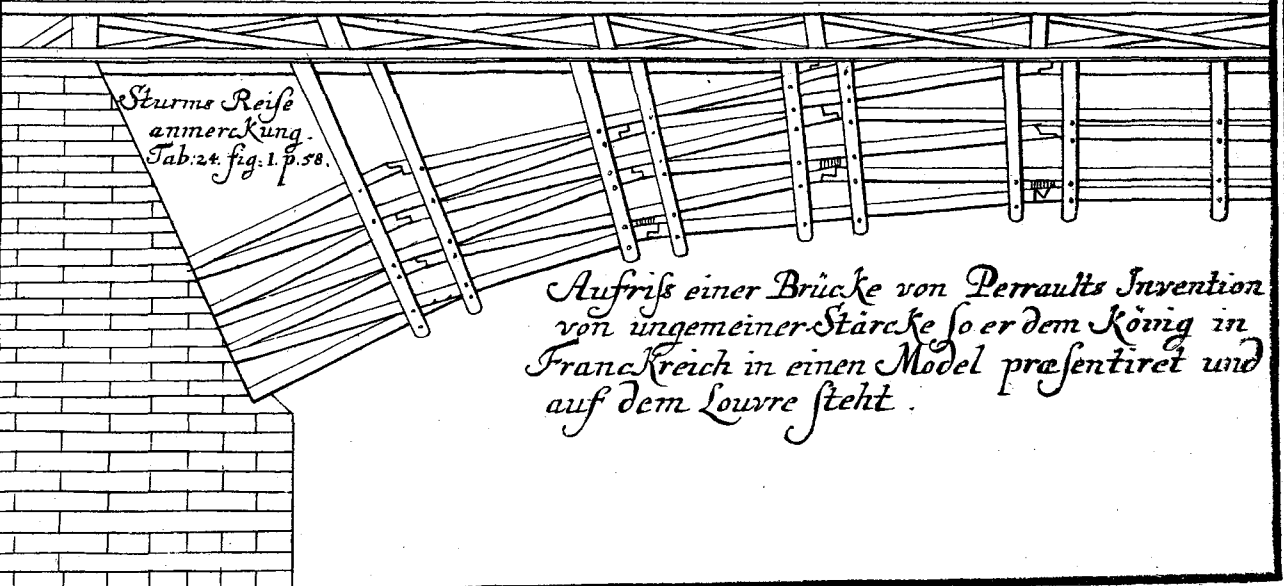 Sturms Reiſe
anmerckung.
Tab: 24. fig: 1. p. 58.
Aufriſs einer Brücke von Perraults Invention
von ungemeiner Stärcke ſo er dem König in
Franckreich in einen Model præſentiret und
auf dem Louvre ſteht.